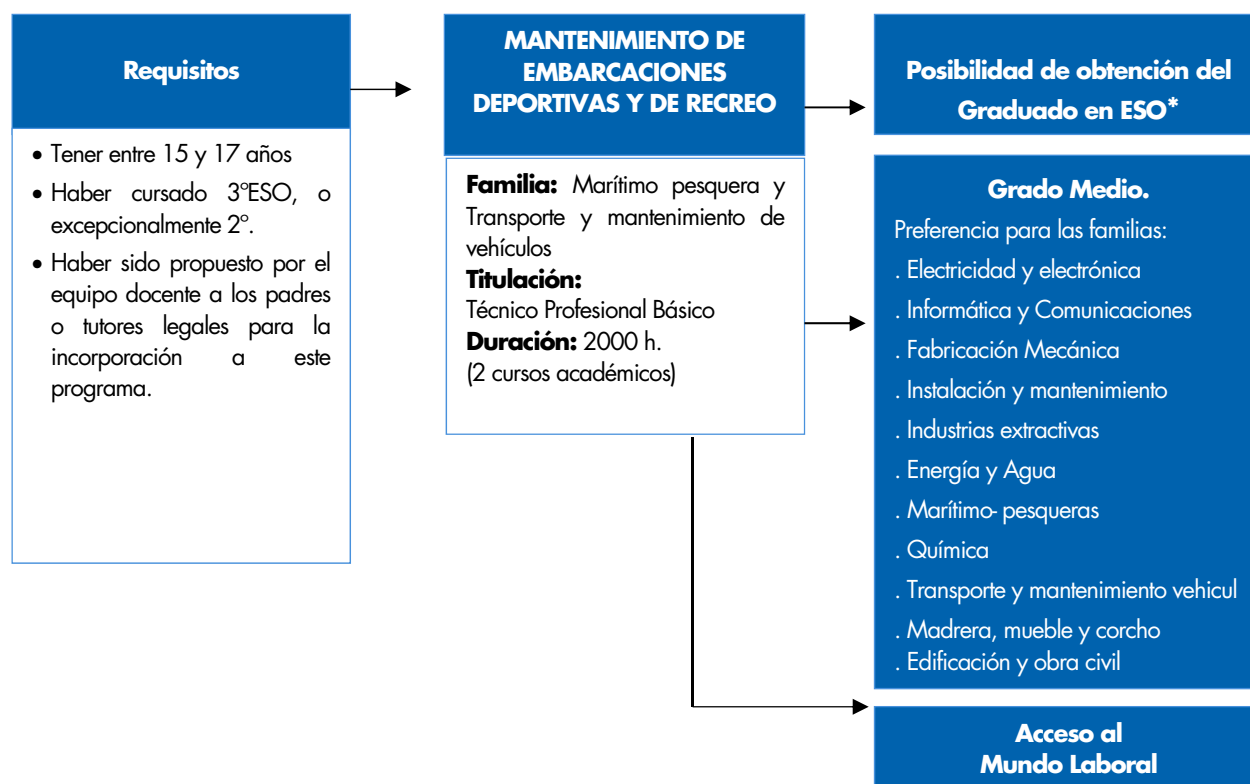 Requisitos
• Tener entre 15 y 17 años
• Haber cursado 3ºESO, o
excepcionalmente 2º.
• Haber sido propuesto por el
equipo docente a los padres
o tutores legales para la
incorporación a este
programa.
MANTENIMIENTO DE
EMBARCACIONES
DEPORTIVAS Y DE RECREO
Familia: Marítimo pesquera y
Transporte y mantenimiento de
vehículos
Titulación:
Técnico Profesional Básico
Duración: 2000 h.
(2 cursos académicos)
Posibilidad de obtención del
Graduado en ESO*
Grado Medio.
Preferencia para las familias:
. Electricidad y electrónica
. Informática y Comunicaciones
. Fabricación Mecánica
. Instalación y mantenimiento
. Industrias extractivas
. Energía y Agua
. Marítimo- pesqueras
. Química
. Transporte y mantenimiento vehicul
. Madrera, mueble y corcho
. Edificación y obra civil
Acceso al
Mundo Laboral